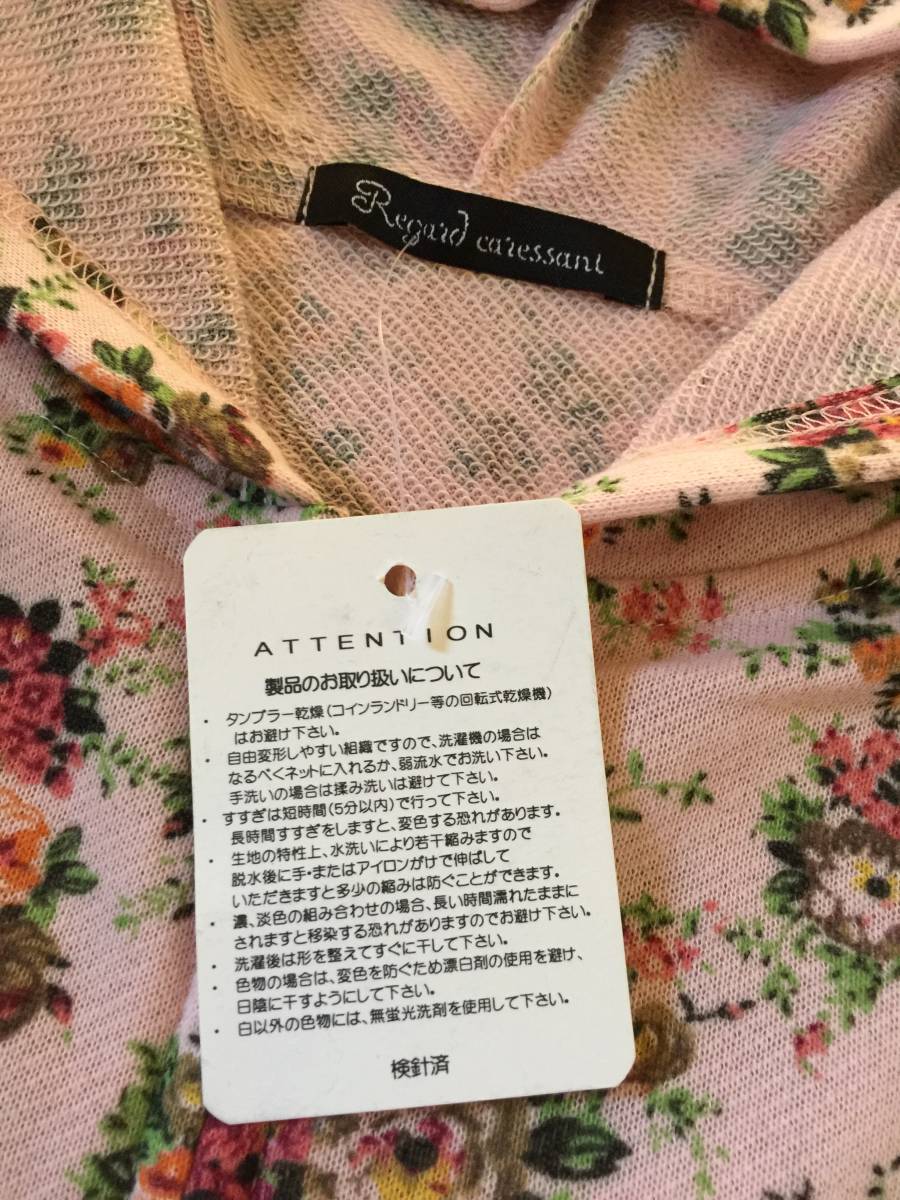 Regard caressant
ATTENTION
製品のお取り扱いについて
・ タンブラー乾燥(コインランドリー等の回転式乾燥機)
はお避け下さい。
・ 自由変形しやすい組織ですので、洗濯機の場合は
なるべくネットに入れるか、弱流水でお洗い下さい。
手洗いの場合は揉み洗いは避けて下さい。
・ すすぎは短時間(5分以内)で行って下さい。
長時間すすぎをしますと、変色する恐れがあります。
・ 生地の特性上、水洗いにより若干縮みますので
脱水後に手・またはアイロンがけで伸ばして
いただきますと多少の縮みは防ぐことができます。
・ 濃、淡色の組み合わせの場合、長い時間濡れたままに
されますと移染する恐れがありますのでお避け下さい。
・ 洗濯後は形を整えてすぐに干して下さい。
・ 色物の場合は、変色を防ぐため漂白剤の使用を避け、
日陰に干すようにして下さい。
・ 白以外の色物には、無蛍光洗剤を使用して下さい。
検針済